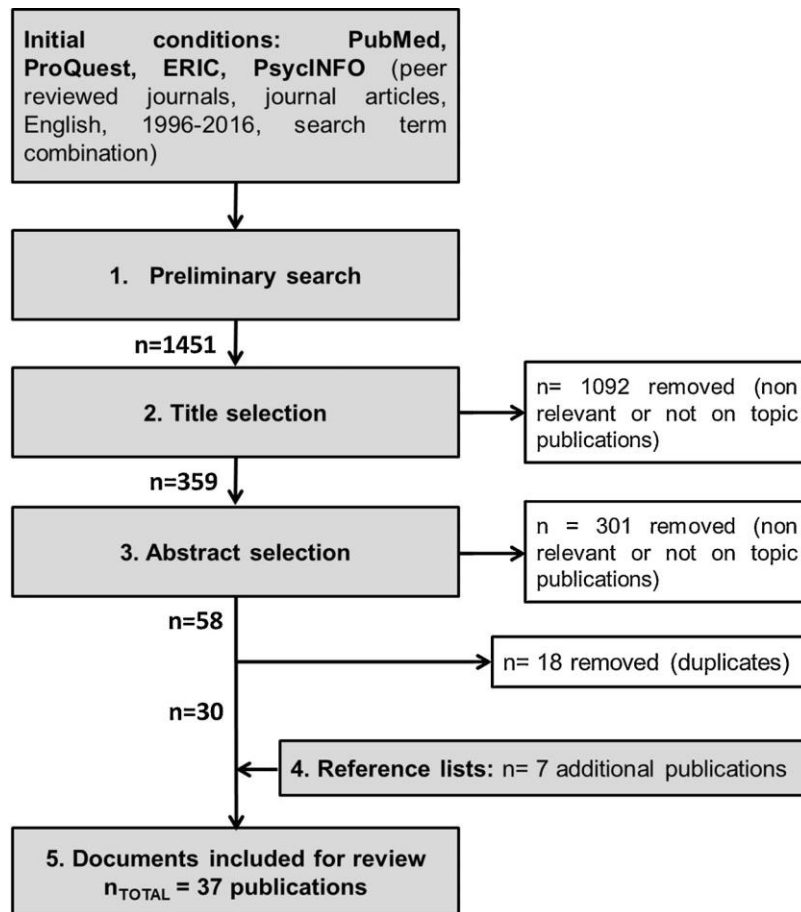 Initial conditions: PubMed,
ProQuest, ERIC, PsycINFO (peer
reviewed journals, journal articles,
English, 1996-2016, search term
combination)
1. Preliminary search
n=1451
2. Title selection
n= 1092 removed (non
relevant or not on topic
publications)
n=359
3. Abstract selection
n = 301 removed (non
relevant or not on topic
publications)
n=58
n= 18 removed (duplicates)
n=30
4. Reference lists: n= 7 additional publications
5. Documents included for review
nTOTAL = 37 publications